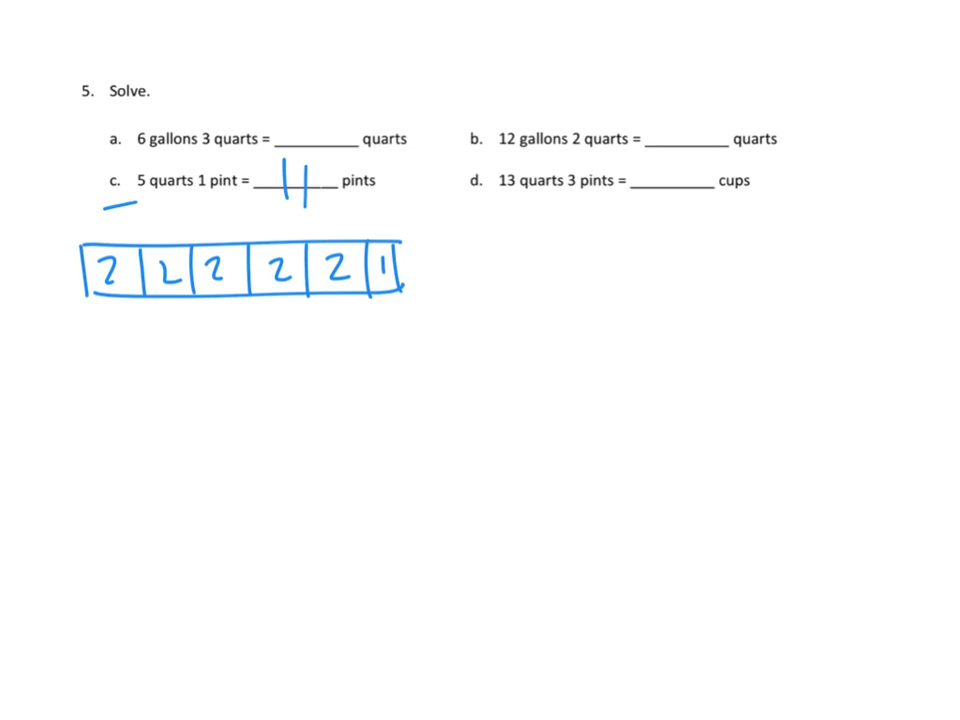 5. Solve.
a. 6 gallons 3 quarts = __________ quarts
b. 12 gallons 2 quarts = __________ quarts
c. 5 quarts 1 pint = 11 pints
d. 13 quarts 3 pints = __________ cups
2 2 2 2 2 1